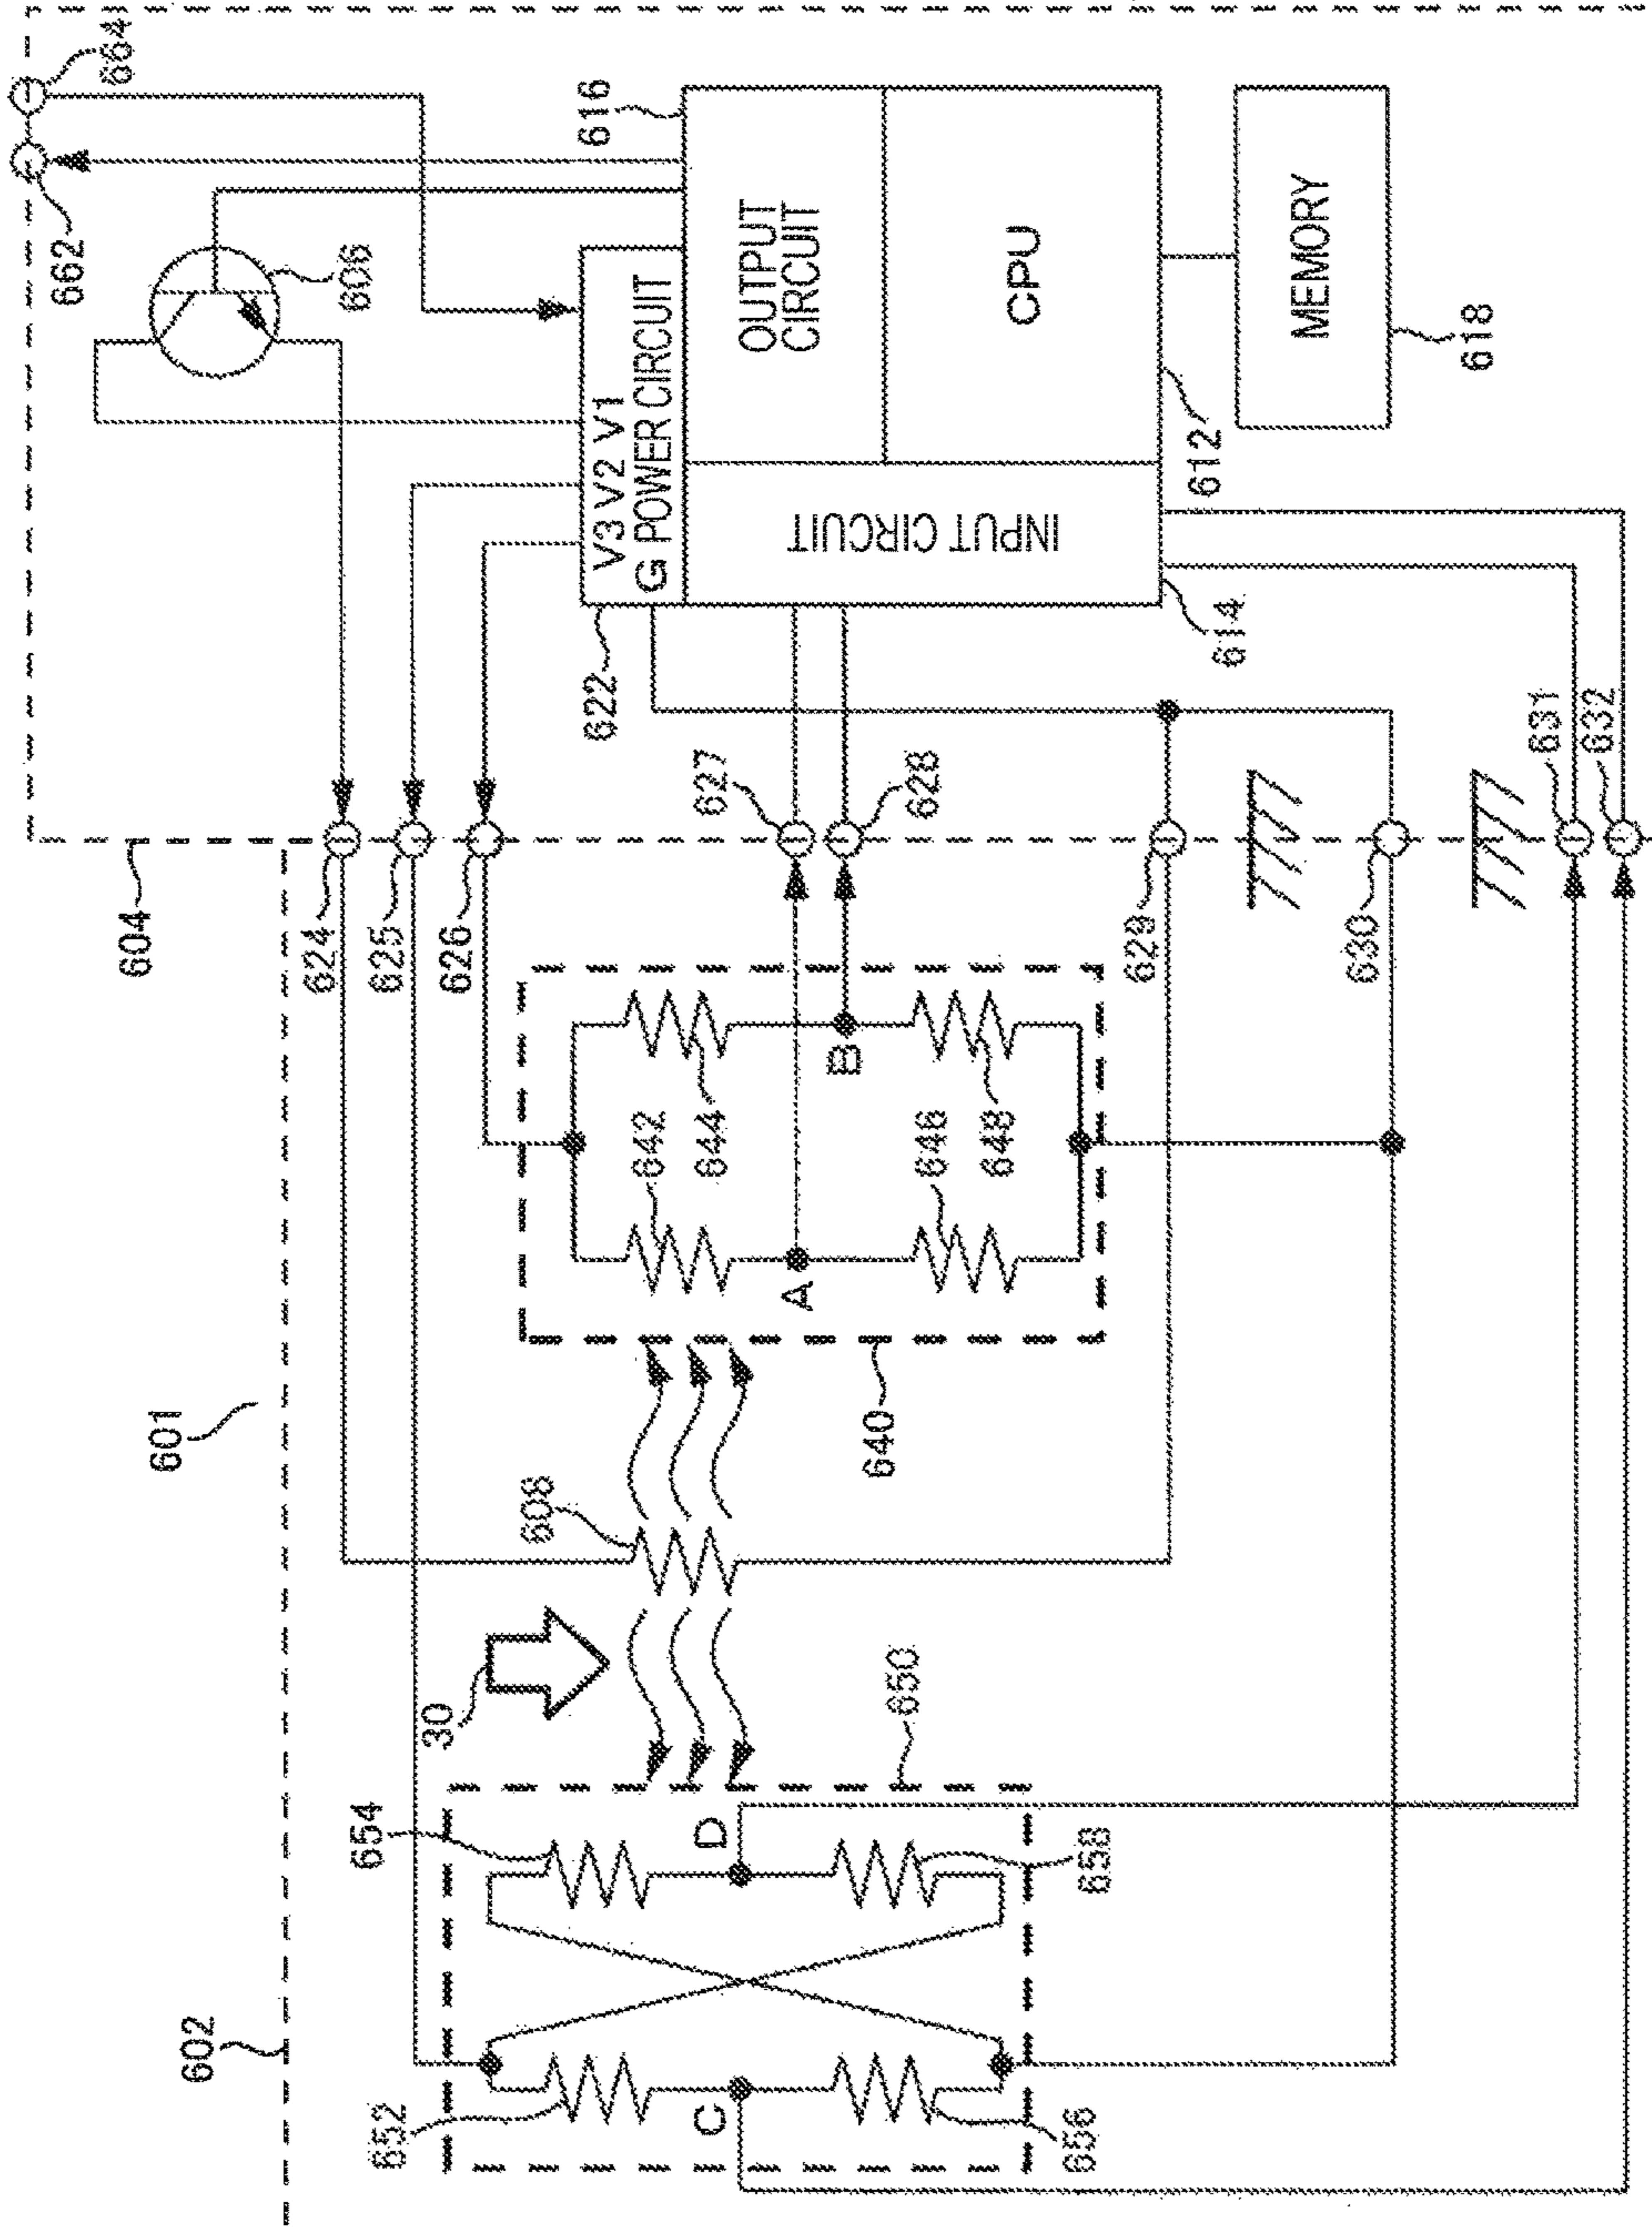 662
664
604
601
602
606
624
625
626
654
652
30
608
616
622
V3 V2 V1
G POWER CIRCUIT
642
644
627
C
D
OUTPUT
CIRCUIT
A
B
INPUT CIRCUIT
640
650
628
646
648
CPU
656
658
629
612
614
MEMORY
630
618
631
632